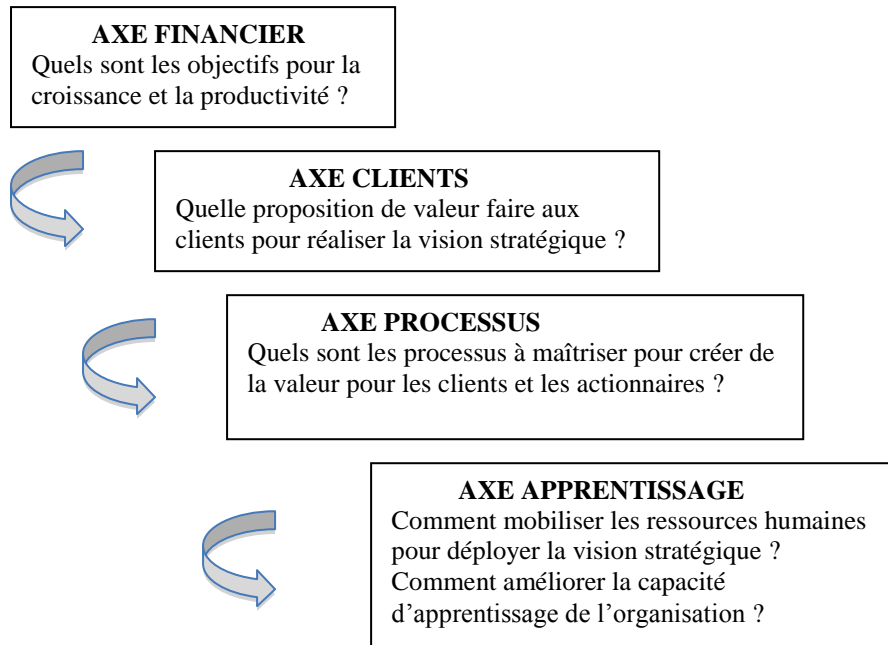 AXE FINANCIER
Quels sont les objectifs pour la
croissance et la productivité ?
AXE CLIENTS
Quelle proposition de valeur faire aux
clients pour réaliser la vision stratégique ?
AXE PROCESSUS
Quels sont les processus à maîtriser pour créer de
la valeur pour les clients et les actionnaires ?
AXE APPRENTISSAGE
Comment mobiliser les ressources humaines
pour déployer la vision stratégique ?
Comment améliorer la capacité
d’apprentissage de l’organisation ?